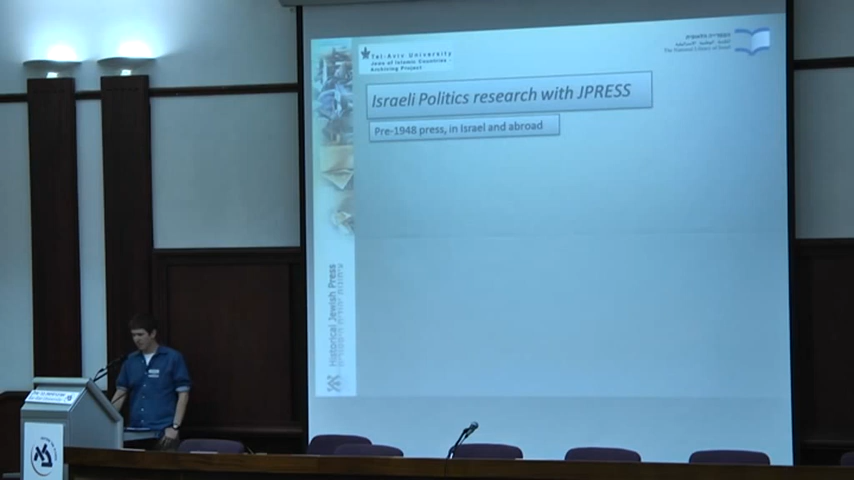 Tel-Aviv University
Jews of Islamic Countries
Archiving Project
The National Library of Israel
Israeli Politics research with JPRESS
Pre-1948 press, in Israel and abroad
Historical Jewish Press